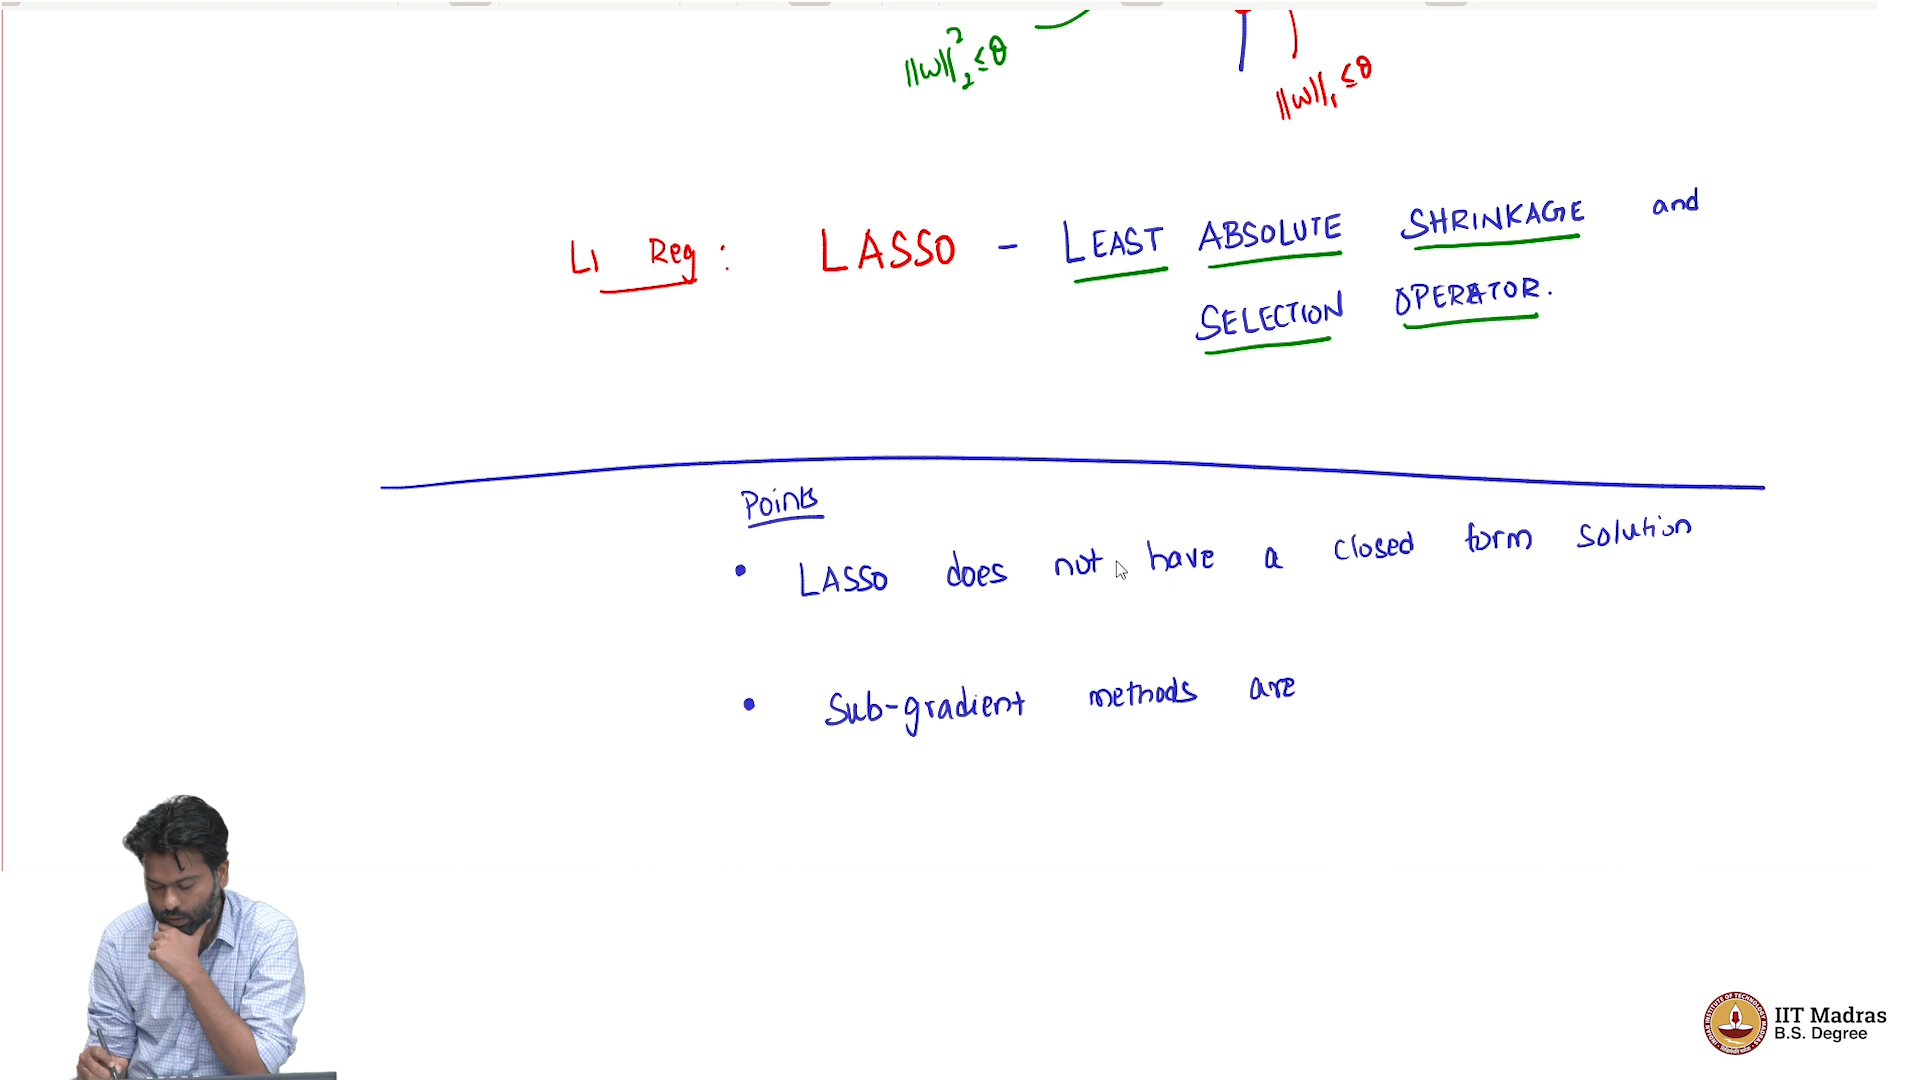 ||w||₂² ≤ θ
||w||₁ ≤ θ
L1 Reg : LASSO - LEAST ABSOLUTE SHRINKAGE and
SELECTION OPERATOR.
Points
• LASSO does not have a closed form solution
• Sub-gradient methods are
IIT Madras
B.S. Degree